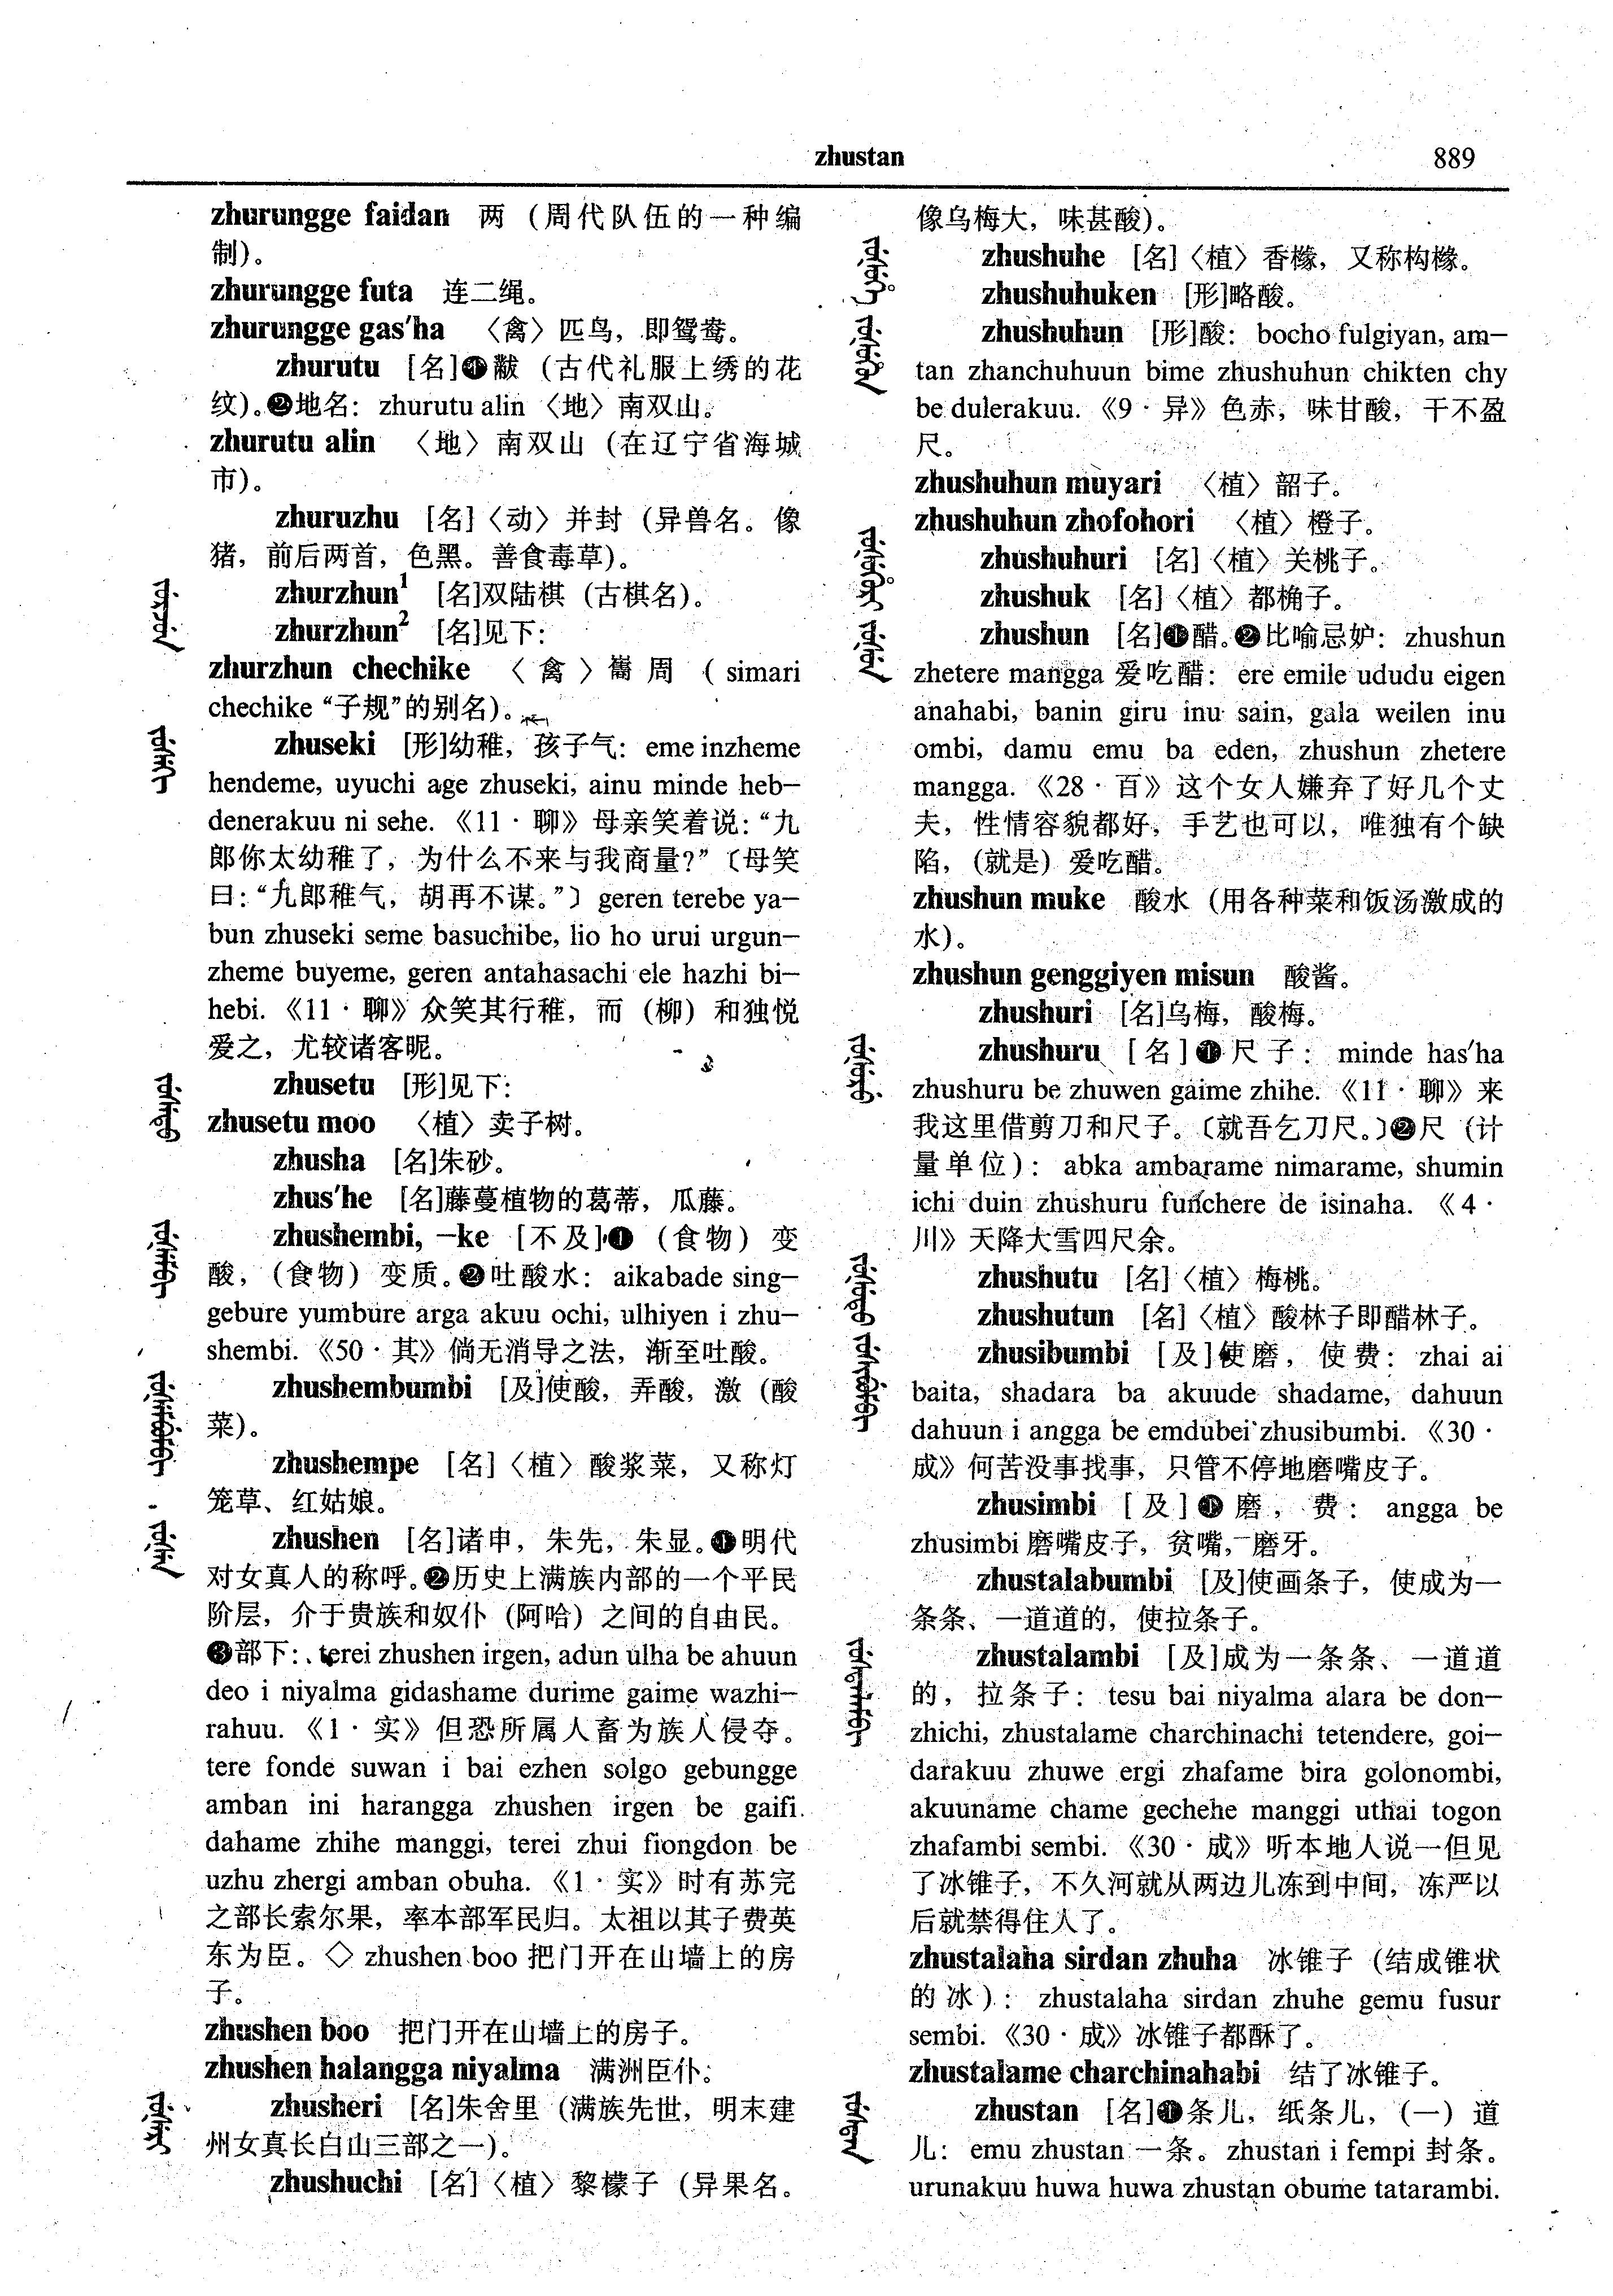 zhustan
889
zhurungge faidan 两（周代队伍的一种编
制）。
zhurungge futa 连二绳。
zhurungge gas'ha 〈禽〉匹鸟，即鸳鸯。
zhurutu [名]❶黻（古代礼服上绣的花
纹）。❷地名：zhurutu alin〈地〉南双山。
zhurutu alin 〈地〉南双山（在辽宁省海城
市）。
zhuruzhu [名]〈动〉并封（异兽名。像
猪，前后两首，色黑。善食毒草）。
zhurzhun¹ [名]双陆棋（古棋名）。
zhurzhun² [名]见下：
zhurzhun chechike 〈禽〉嶲周（simari
chechike “子规”的别名）。
zhuseki [形]幼稚，孩子气：eme inzheme
hendeme, uyuchi age zhuseki, ainu minde heb-
denerakuu ni sehe.《11·聊》母亲笑着说：“九
郎你太幼稚了，为什么不来与我商量？”〔母笑
曰：“九郎稚气，胡再不谋。”〕geren terebe ya-
bun zhuseki seme basuchibe, lio ho urui urgun-
zheme buyeme, geren antahasachi ele hazhi bi-
hebi.《11·聊》众笑其行稚，而（柳）和独悦
爱之，尤较诸客昵。
zhusetu [形]见下：
zhusetu moo 〈植〉卖子树。
zhusha [名]朱砂。
zhus'he [名]藤蔓植物的葛蒂，瓜藤。
zhushembi, -ke [不及]❶（食物）变
酸，（食物）变质。❷吐酸水：aikabade sing-
gebure yumbure arga akuu ochi, ulhiyen i zhu-
shembi.《50·其》倘无消导之法，渐至吐酸。
zhushembumbi [及]使酸，弄酸，激（酸
菜）。
zhushempe [名]〈植〉酸浆菜，又称灯
笼草、红姑娘。
zhushen [名]诸申，朱先，朱显。❶明代
对女真人的称呼。❷历史上满族内部的一个平民
阶层，介于贵族和奴仆（阿哈）之间的自由民。
❸部下：terei zhushen irgen, adun ulha be ahuun
deo i niyalma gidashame durime gaime wazhi-
rahuu.《1·实》但恐所属人畜为族人侵夺。
tere fonde suwan i bai ezhen solgo gebungge
amban ini harangga zhushen irgen be gaifi
dahame zhihe manggi, terei zhui fiongdon be
uzhu zhergi amban obuha.《1·实》时有苏完
之部长索尔果，率本部军民归。太祖以其子费英
东为臣。◇ zhushen boo 把门开在山墙上的房
子。
zhushen boo 把门开在山墙上的房子。
zhushen halangga niyalma 满洲臣仆：
zhusheri [名]朱舍里（满族先世，明末建
州女真长白山三部之一）。
zhushuchi [名]〈植〉黎檬子（异果名。
像乌梅大，味甚酸）。
zhushuhe [名]〈植〉香橼，又称枸橼。
zhushuhuken [形]略酸。
zhushuhun [形]酸：bocho fulgiyan, am-
tan zhanchuhuun bime zhushuhun chikten chy
be dulerakuu.《9·异》色赤，味甘酸，干不盈
尺。
zhushuhun muyari 〈植〉韶子。
zhushuhun zhofohori 〈植〉橙子。
zhushuhuri [名]〈植〉关桃子。
zhushuk [名]〈植〉都桷子。
zhushun [名]❶醋。❷比喻忌妒：zhushun
zhetere mangga 爱吃醋：ere emile ududu eigen
anahabi, banin giru inu sain, gala weilen inu
ombi, damu emu ba eden, zhushun zhetere
mangga.《28·百》这个女人嫌弃了好几个丈
夫，性情容貌都好，手艺也可以，唯独有个缺
陷，（就是）爱吃醋。
zhushun muke 酸水（用各种菜和饭汤激成的
水）。
zhushun genggiyen misun 酸酱。
zhushuri [名]乌梅，酸梅。
zhushuru [名]❶尺子：minde has'ha
zhushuru be zhuwen gaime zhihe.《11·聊》来
我这里借剪刀和尺子。〔就吾乞刀尺。〕❷尺（计
量单位）：abka ambarame nimarame, shumin
ichi duin zhushuru funchere de isinaha.《4·
川》天降大雪四尺余。
zhushutu [名]〈植〉梅桃。
zhushutun [名]〈植〉酸林子即醋林子。
zhusibumbi [及]使磨，使费：zhai ai
baita, shadara ba akuude shadame, dahuun
dahuun i angga be emdubei zhusibumbi.《30·
成》何苦没事找事，只管不停地磨嘴皮子。
zhusimbi [及]❶磨，费：angga be
zhusimbi 磨嘴皮子，贫嘴，磨牙。
zhustalabumbi [及]使画条子，使成为一
条条、一道道的，使拉条子。
zhustalambi [及]成为一条条、一道道
的，拉条子：tesu bai niyalma alara be don-
zhichi, zhustalame charchinachi tetendere, goi-
darakuu zhuwe ergi zhafame bira golonombi,
akuuname chame gechehe manggi uthai togon
zhafambi sembi.《30·成》听本地人说一但见
了冰锥子，不久河就从两边儿冻到中间，冻严以
后就禁得住人了。
zhustalaha sirdan zhuha 冰锥子（结成锥状
的冰）：zhustalaha sirdan zhuhe gemu fusur
sembi.《30·成》冰锥子都酥了。
zhustalame charchinahabi 结了冰锥子。
zhustan [名]❶条儿，纸条儿，（一）道
儿：emu zhustan 一条。zhustan i fempi 封条。
urunakuu huwa huwa zhustan obume tatarambi.